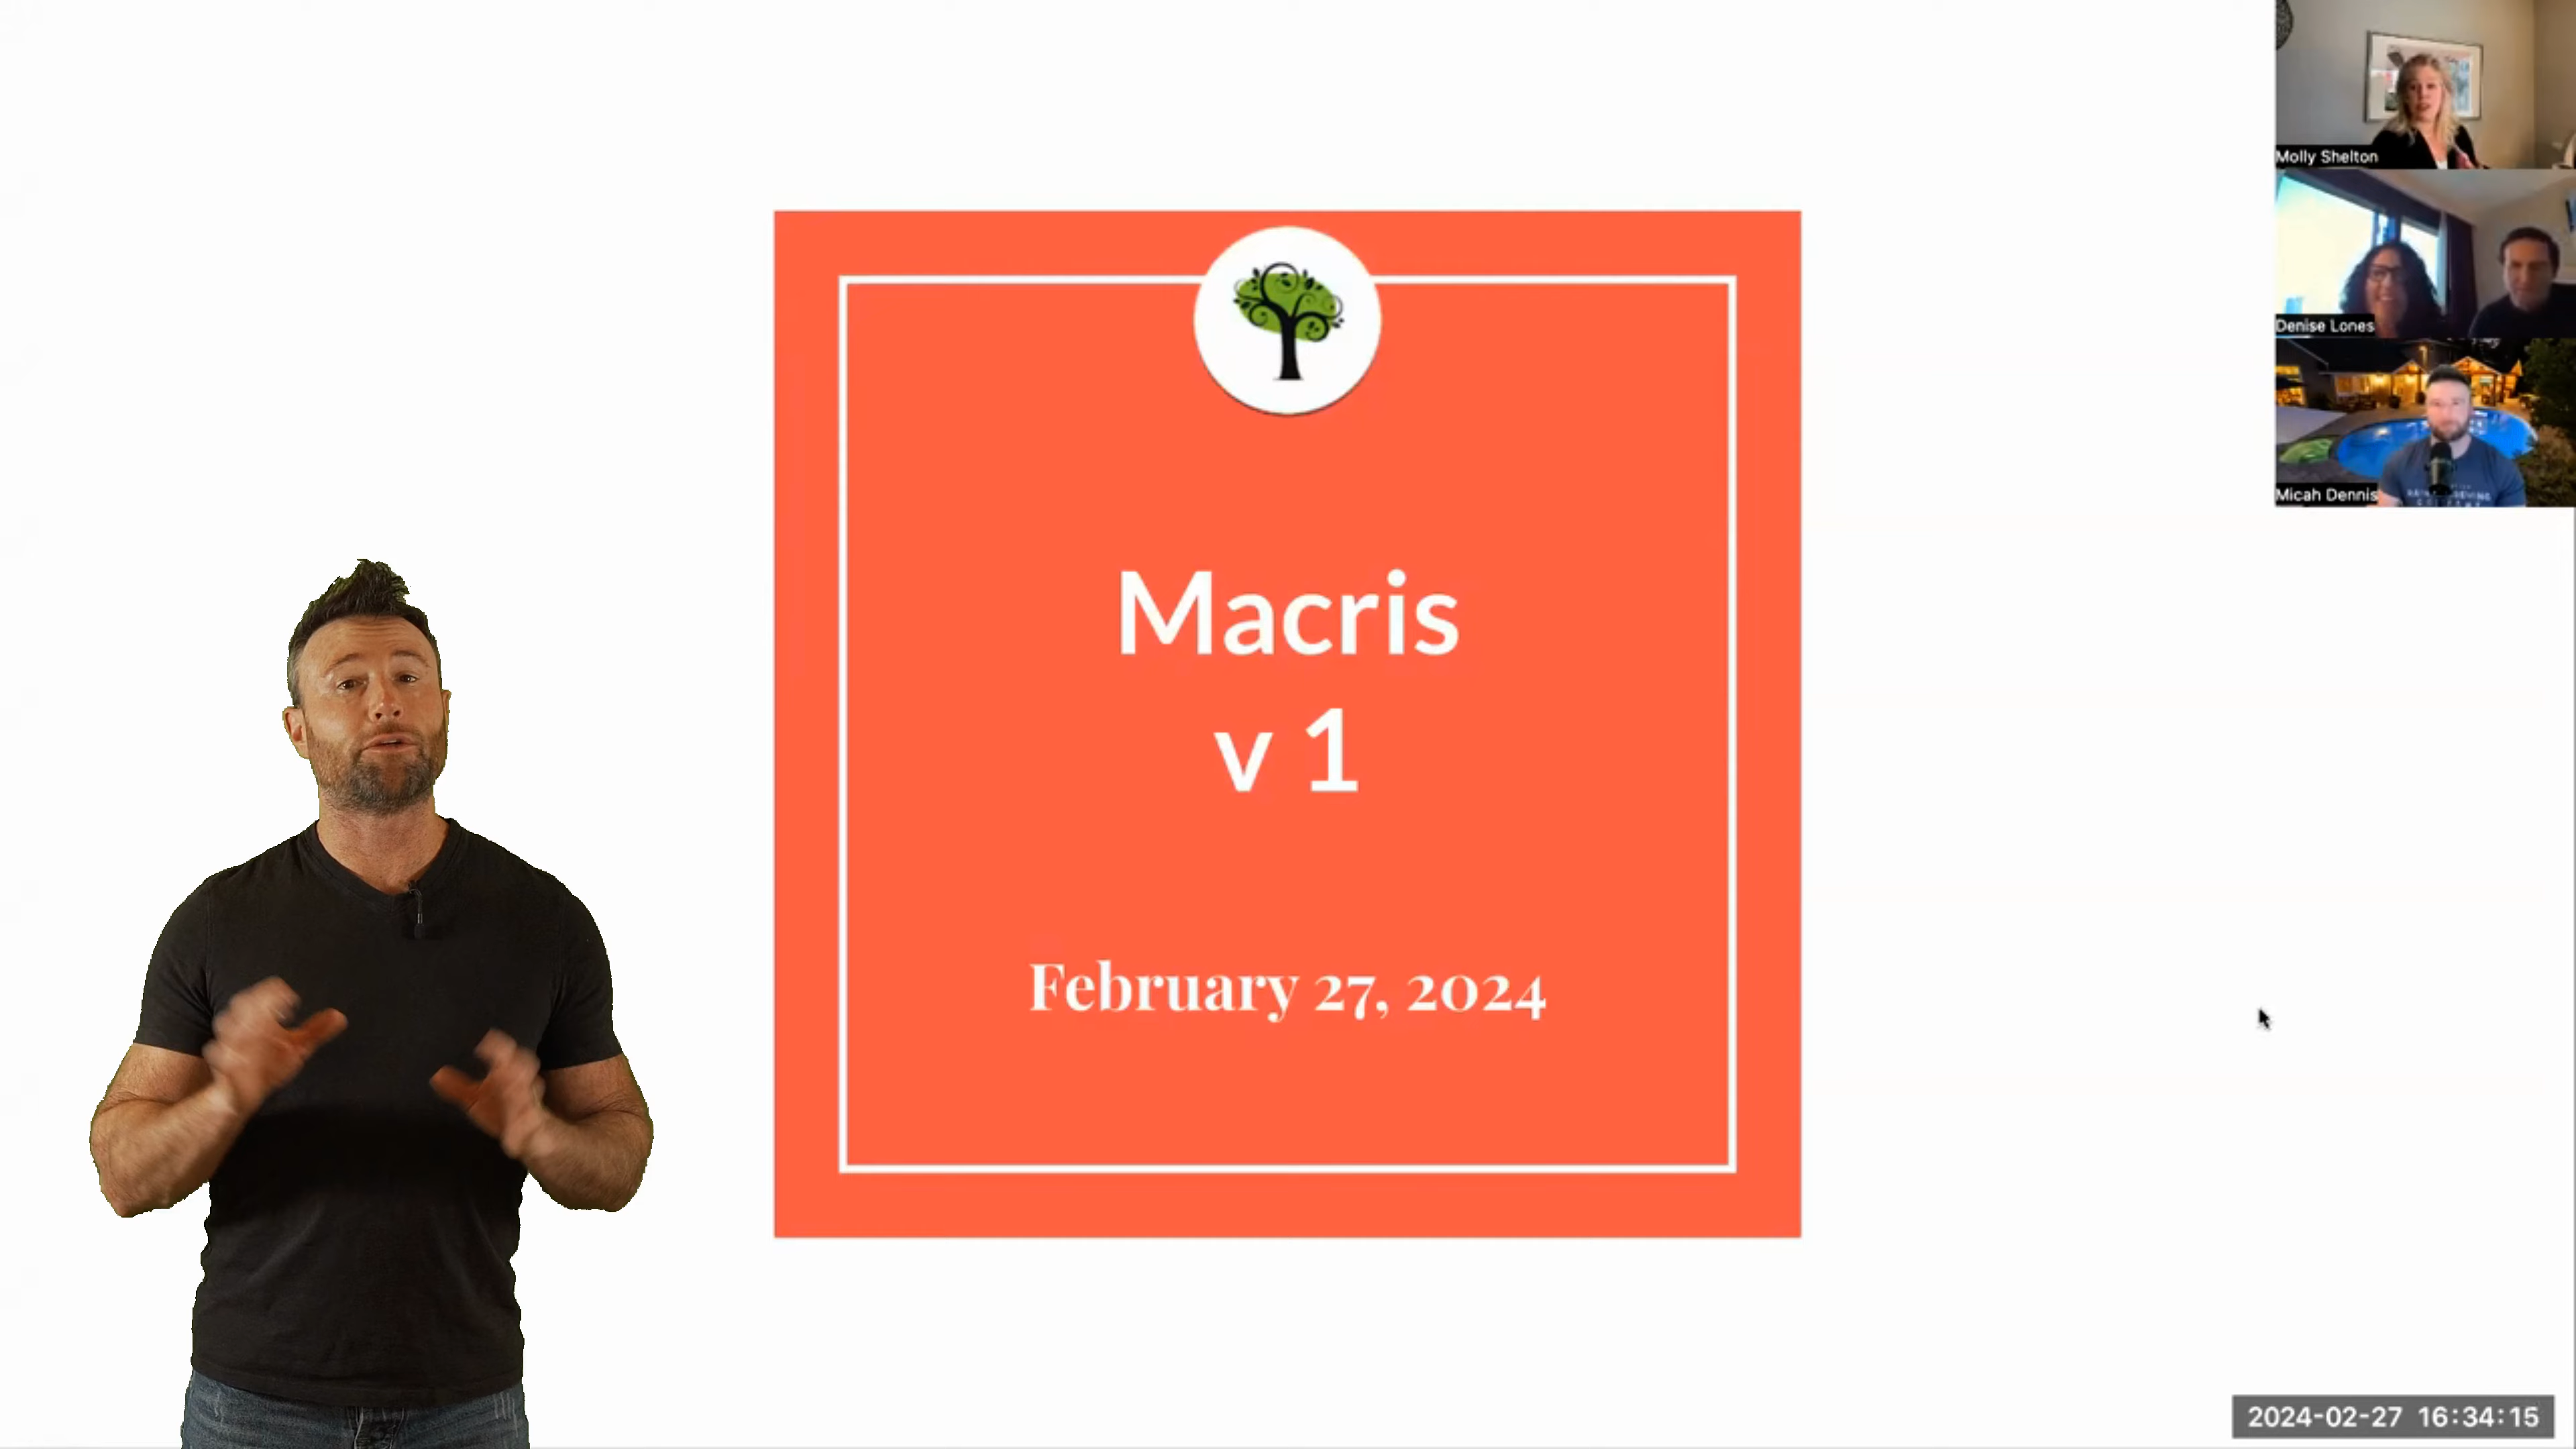 Molly Shelton
Denise Lones
Micah Dennis
Macris
v 1
February 27, 2024
2024-02-27 16:34:15